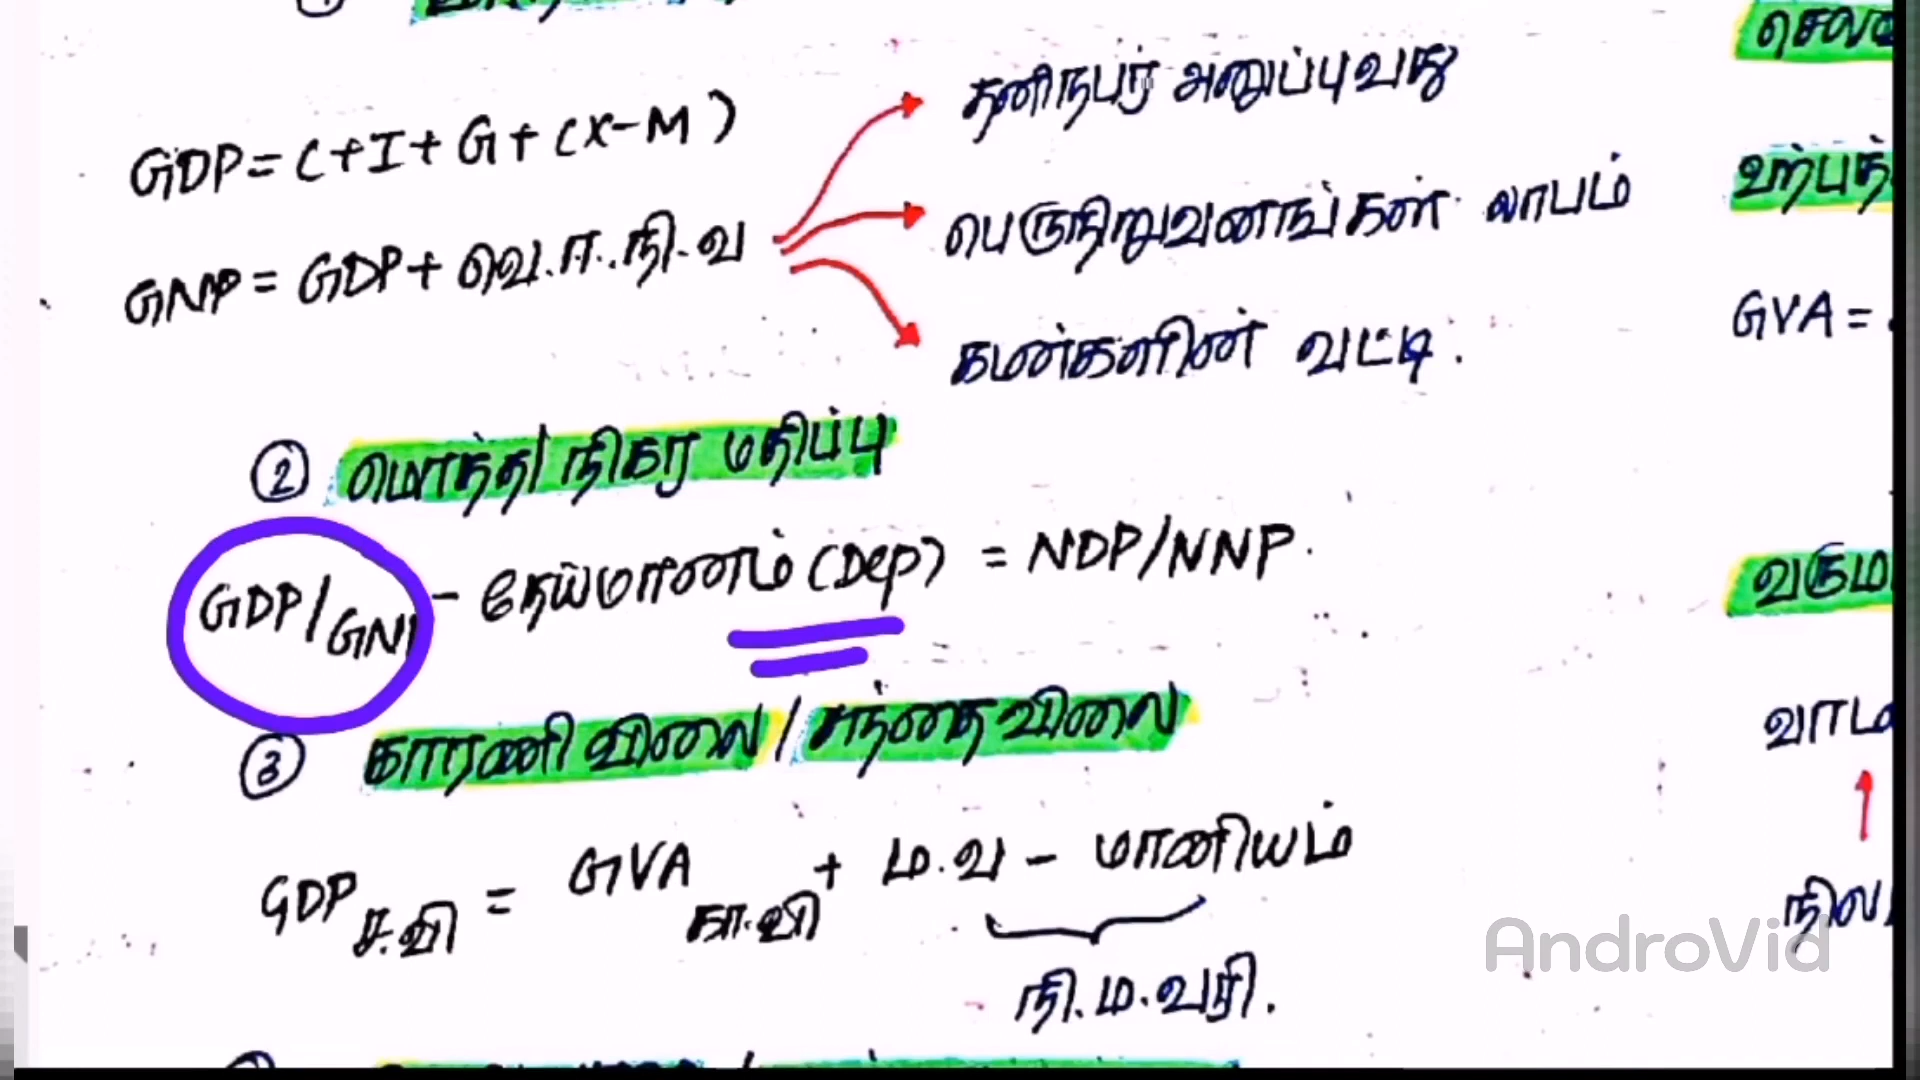 GDP = C+I+G+(X-M)
GNP = GDP + வெ.ஈ.நி.வ
தனிநபர் அனுப்புவது
பெருநிறுவனங்கள் லாபம்
கடன்களின் வட்டி.
② மொத்த/நிகர மதிப்பு
GDP/GNP - தேய்மானம் (Dep) = NDP/NNP.
③ காரணி விலை / சந்தை விலை
GDP ச.வி = GVA கா.வி + ம.வ - மானியம்
நி.ம.வரி.
GVA =
AndroVid